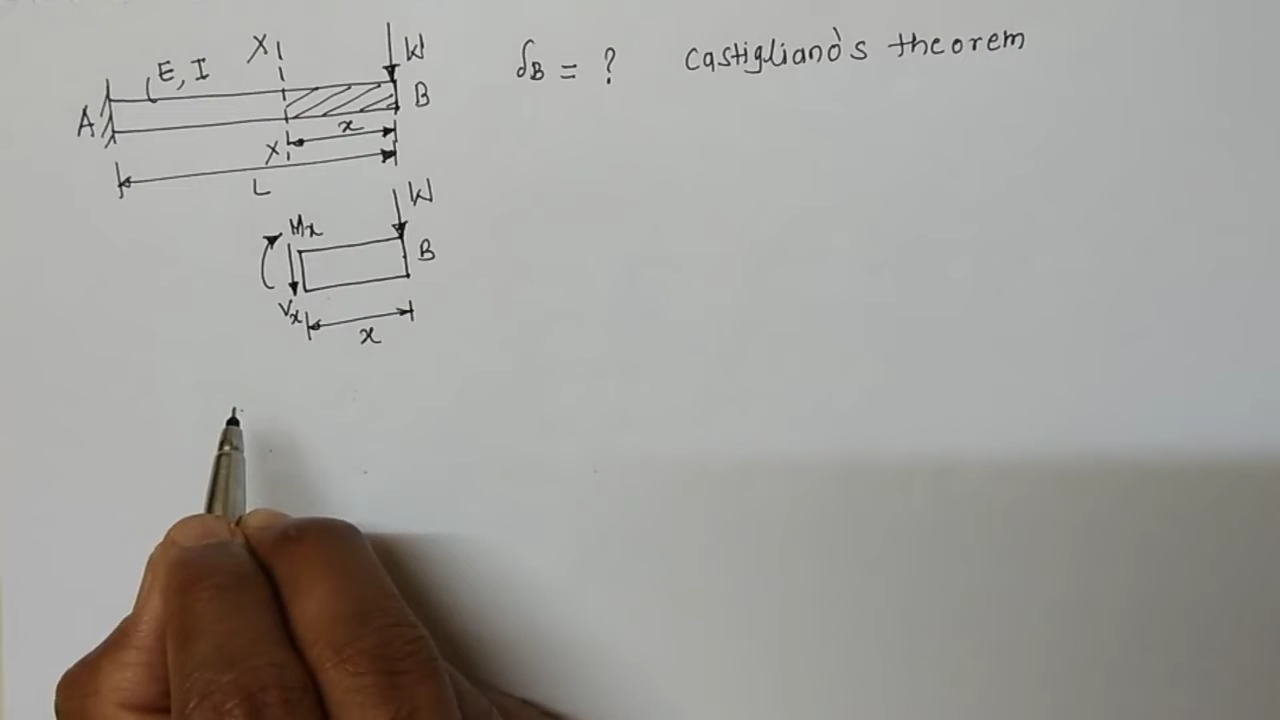 X W δB = ? Castigliano's theorem
E, I
A B
x
X
L
W
Mx
B
Vx
x